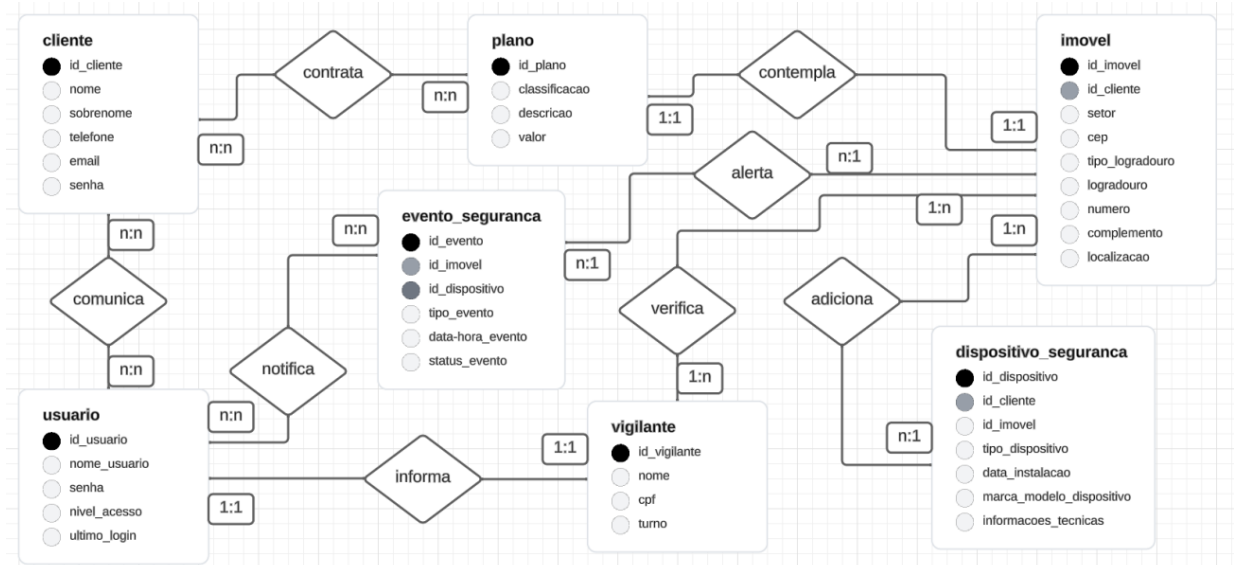 cliente
id_cliente
nome
sobrenome
telefone
email
senha
n:n
contrata
n:n
plano
id_plano
classificacao
descricao
valor
1:1
contempla
1:1
imovel
id_imovel
id_cliente
setor
cep
tipo_logradouro
logradouro
numero
complemento
localizacao
n:1
alerta
n:1
evento_seguranca
id_evento
id_imovel
id_dispositivo
tipo_evento
data-hora_evento
status_evento
n:n
notifica
n:n
n:n
comunica
n:n
usuario
id_usuario
nome_usuario
senha
nivel_acesso
ultimo_login
1:1
informa
1:1
vigilante
id_vigilante
nome
cpf
turno
1:n
verifica
1:n
1:n
adiciona
n:1
dispositivo_seguranca
id_dispositivo
id_cliente
id_imovel
tipo_dispositivo
data_instalacao
marca_modelo_dispositivo
informacoes_tecnicas